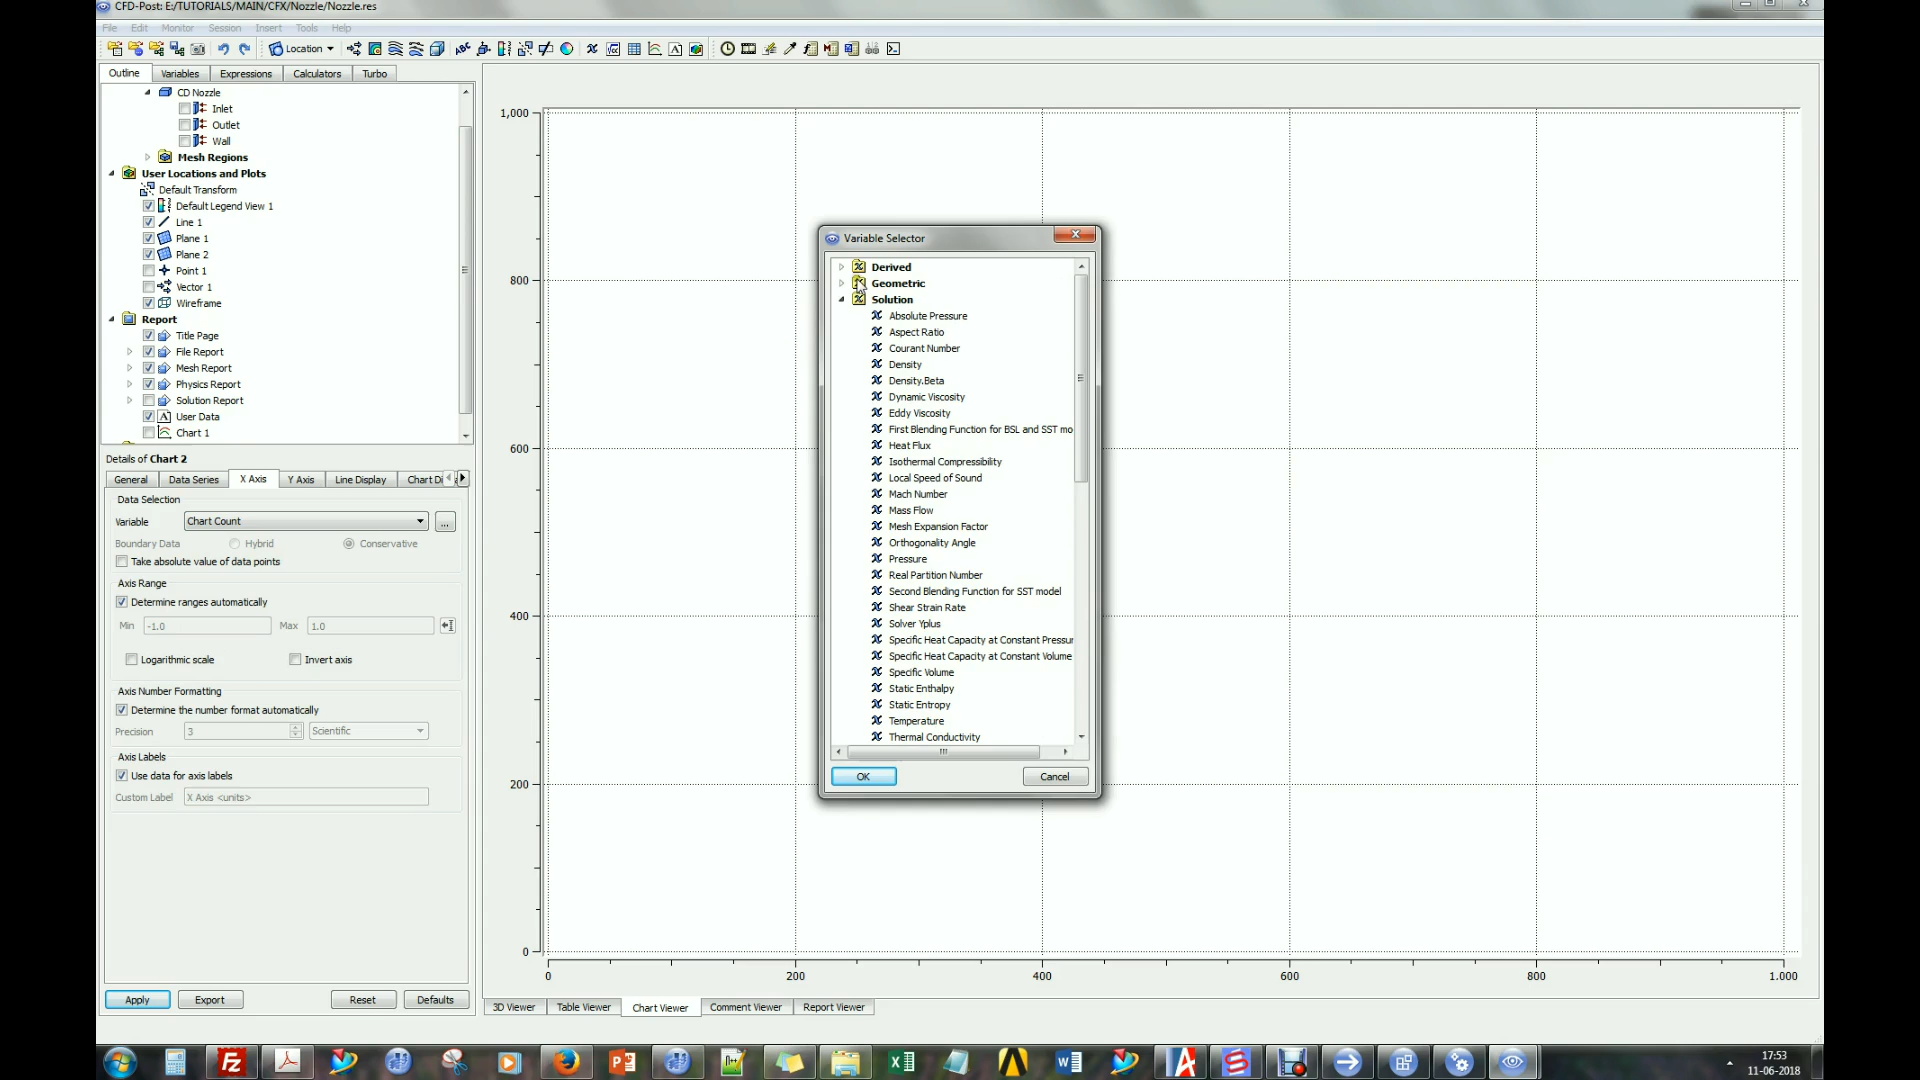 CFD-Post: E:/TUTORIALS/MAIN/CFX/Nozzle/Nozzle.res
File Edit Monitor Session Insert Tools Help
Location
Outline Variables Expressions Calculators Turbo
CD Nozzle
Inlet
Outlet
Wall
Mesh Regions
User Locations and Plots
Default Transform
Default Legend View 1
Line 1
Plane 1
Plane 2
Point 1
Vector 1
Wireframe
Report
Title Page
File Report
Mesh Report
Physics Report
Solution Report
User Data
Chart 1
Details of Chart 2
General Data Series X Axis Y Axis Line Display
Data Selection
Variable Chart Count ...
Boundary Data Hybrid Conservative
Take absolute value of data points
Axis Range
Determine ranges automatically
Min -1.0 Max 1.0
Logarithmic scale Invert axis
Axis Number Formatting
Determine the number format automatically
Precision 3 Scientific
Axis Labels
Use data for axis labels
Custom Label X Axis <units>
Apply Export Reset Defaults
1,000
800
600
400
200
0
0 200 400 600 800 1.000
Variable Selector
Derived
Geometric
Solution
Absolute Pressure
Aspect Ratio
Courant Number
Density
Density.Beta
Dynamic Viscosity
Eddy Viscosity
First Blending Function for BSL and SST mo
Heat Flux
Isothermal Compressibility
Local Speed of Sound
Mach Number
Mass Flow
Mesh Expansion Factor
Orthogonality Angle
Pressure
Real Partition Number
Second Blending Function for SST model
Shear Strain Rate
Solver Yplus
Specific Heat Capacity at Constant Pressur
Specific Heat Capacity at Constant Volume
Specific Volume
Static Enthalpy
Static Entropy
Temperature
Thermal Conductivity
OK Cancel
3D Viewer Table Viewer Chart Viewer Comment Viewer Report Viewer
17:53
11-06-2018